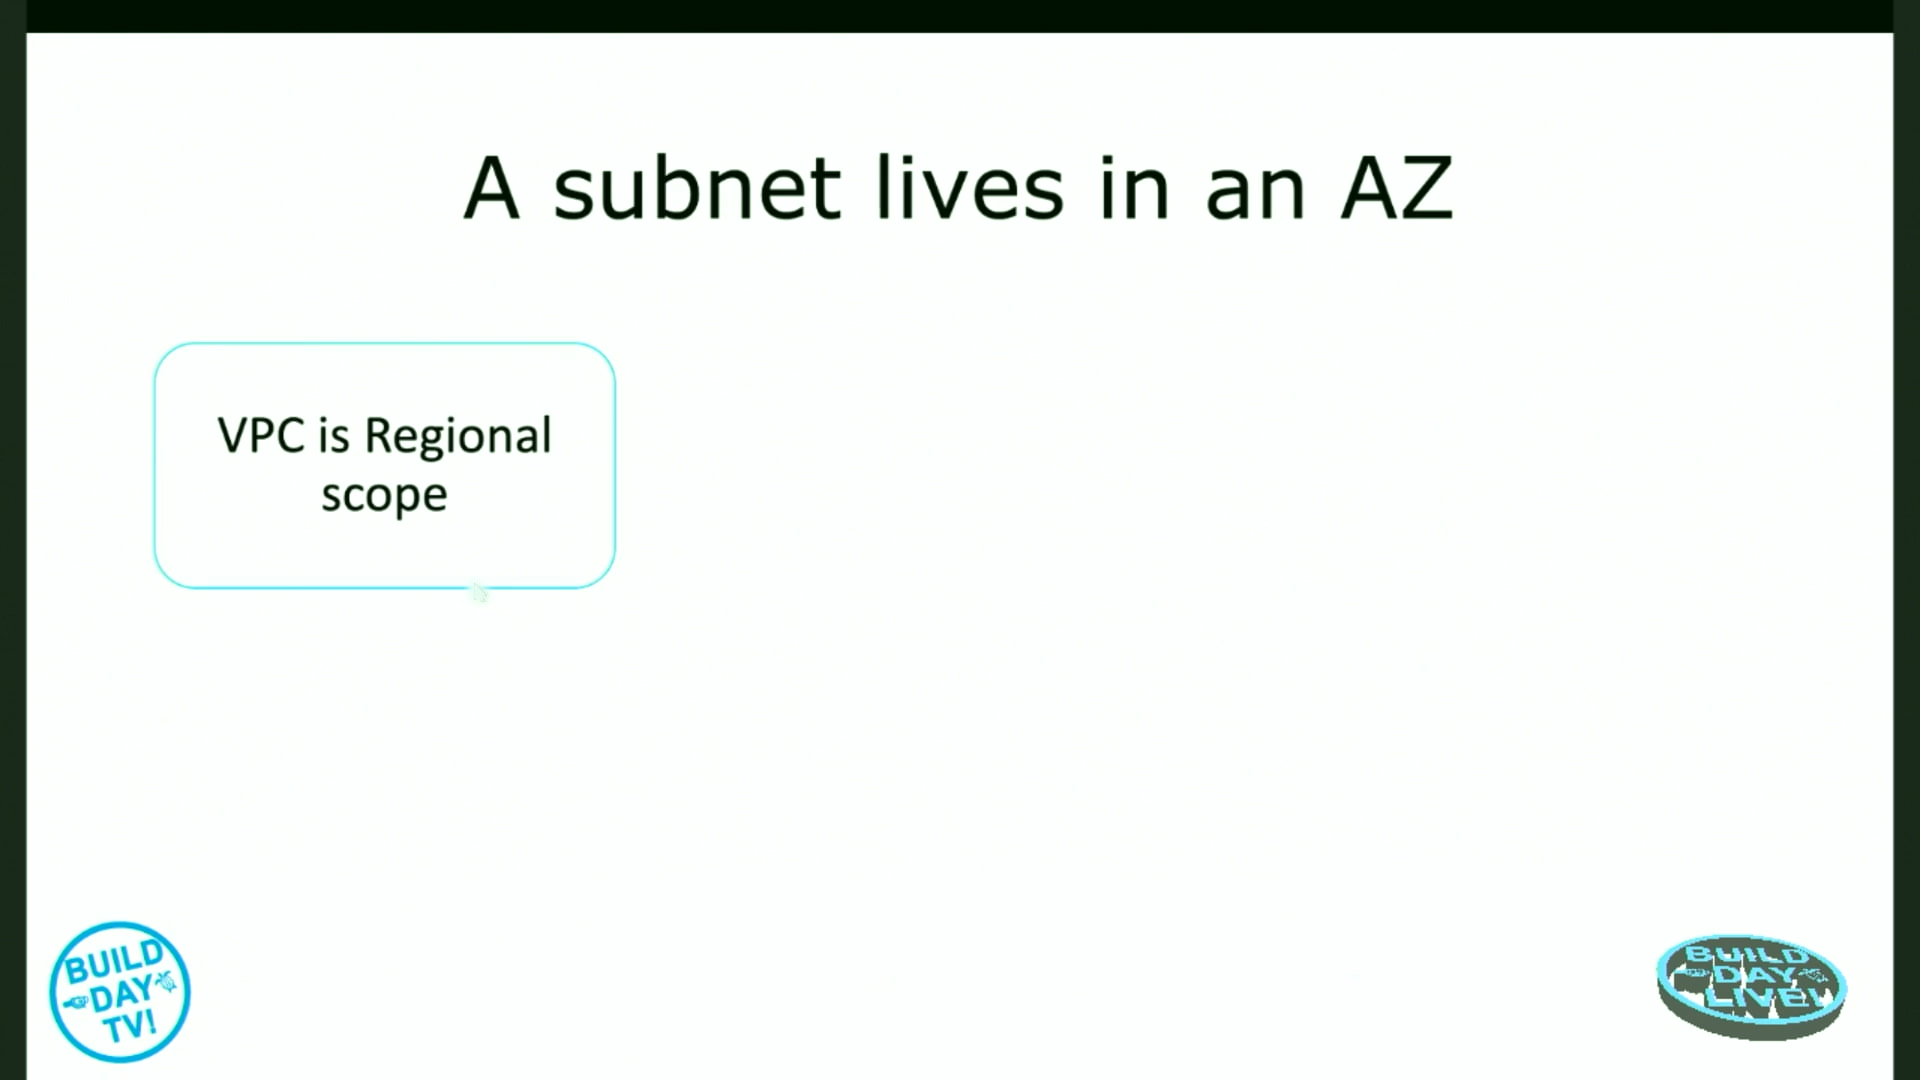 A subnet lives in an AZ
VPC is Regional
scope
BUILD
DAY
TV!
BUILD
DAY
LIVE!